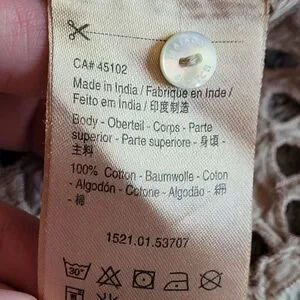 CA# 45102
Made in India / Fabriqué en Inde /
Feito em Índia / 印度制造
Body - Oberteil - Corps - Parte
superior - Parte superiore - 身頃 -
主料
100% Cotton - Baumwolle - Coton
- Algodón - Cotone - Algodão - 綿
- 棉
1521.01.53707
30°